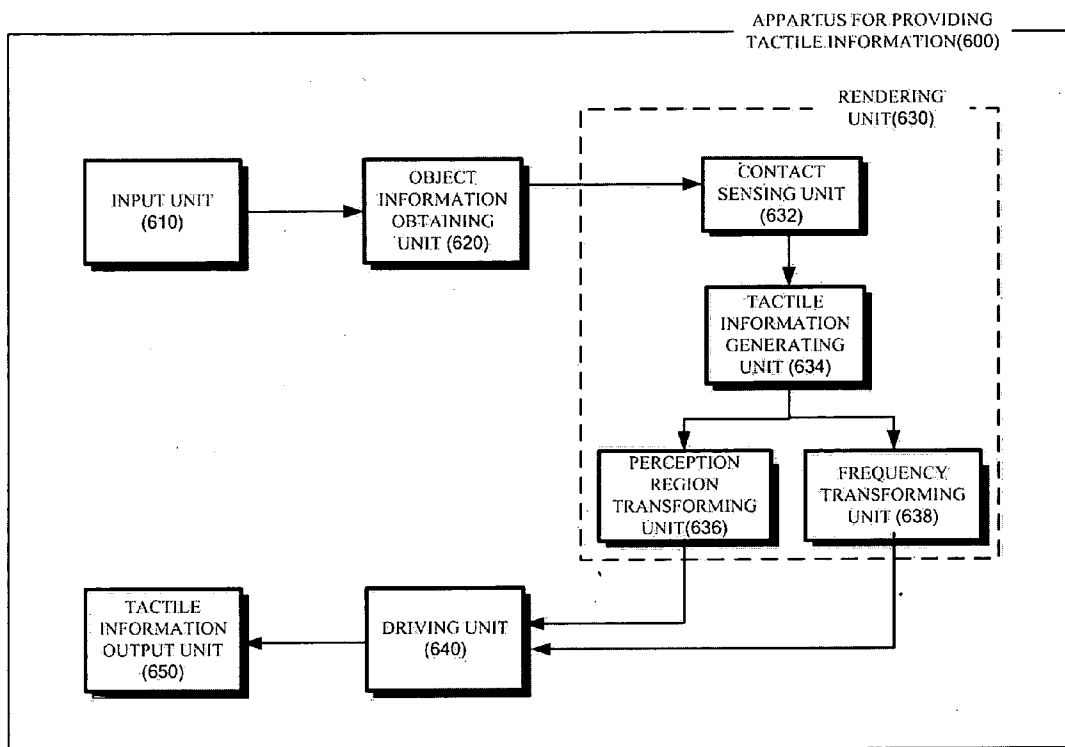 APPARTUS FOR PROVIDING
TACTILE INFORMATION(600)
RENDERING
UNIT(630)
INPUT UNIT
(610)
OBJECT
INFORMATION
OBTAINING
UNIT (620)
CONTACT
SENSING UNIT
(632)
TACTILE
INFORMATION
GENERATING
UNIT (634)
PERCEPTION
REGION
TRANSFORMING
UNIT(636)
FREQUENCY
TRANSFORMING
UNIT (638)
TACTILE
INFORMATION
OUTPUT UNIT
(650)
DRIVING UNIT
(640)